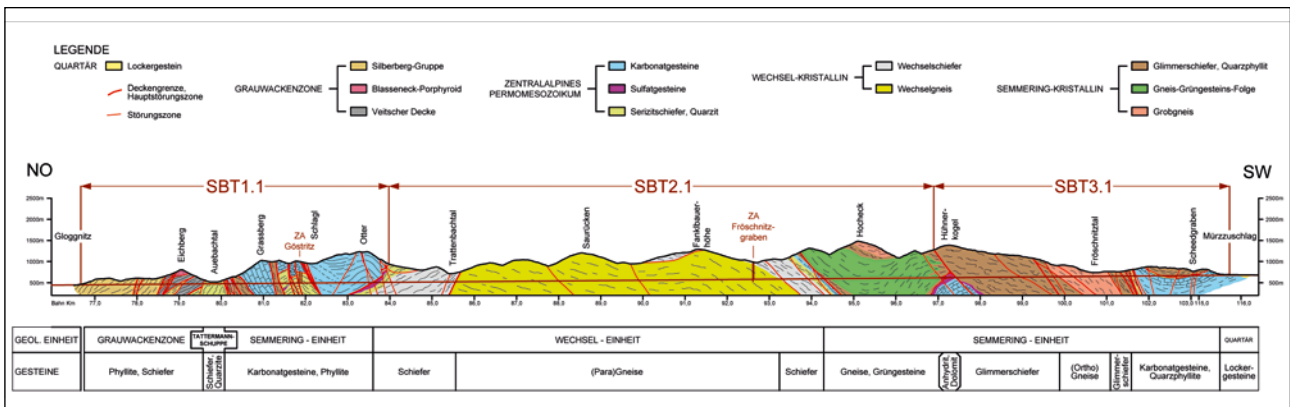 LEGENDE
QUARTÄR
Lockergestein
Deckengrenze,
Hauptstörungszone
Störungszone
GRAUWACKENZONE
Silberberg-Gruppe
Blasseneck-Porphyroid
Veitscher Decke
ZENTRALALPINES
PERMOMESOZOIKUM
Karbonatgesteine
Sulfatgesteine
Serizitschiefer, Quarzit
WECHSEL-KRISTALLIN
Wechselschiefer
Wechselgneis
SEMMERING-KRISTALLIN
Glimmerschiefer, Quarzphyllit
Gneis-Grüngesteins-Folge
Grobgneis
NO
SW
SBT1.1
SBT2.1
SBT3.1
2500m
2000m
1500m
1000m
500m
Gloggnitz
Eichberg
Auebachtal
Grassberg
ZA
Göstritz
Schlagl
Otter
Trattenbachtal
Saurücken
Fanklbauer-
höhe
ZA
Fröschnitz-
graben
Hocheck
Hühner-
kogel
Fröschnitztal
Scheedgraben
Mürzzuschlag
2500m
2000m
1500m
1000m
500m
Bahn Km
77,0 78,0 79,0 80,0 81,0 82,0 83,0 84,0 85,0 86,0 87,0 88,0 89,0 90,0 91,0 92,0 93,0 94,0 95,0 96,0 97,0 98,0 99,0 100,0 101,0 102,0 103,0 115,0 116,0
GEOL. EINHEIT
GRAUWACKENZONE
TATTERMANN-
SCHUPPE
SEMMERING - EINHEIT
WECHSEL - EINHEIT
SEMMERING - EINHEIT
QUARTÄR
GESTEINE
Phyllite, Schiefer
Schiefer,
Quarzite
Karbonatgesteine, Phyllite
Schiefer
(Para)Gneise
Schiefer
Gneise, Grüngesteine
Anhydrit,
Dolomit
Glimmerschiefer
(Ortho)
Gneise
Glimmer-
schiefer
Karbonatgesteine,
Quarzphyllite
Locker-
gesteine